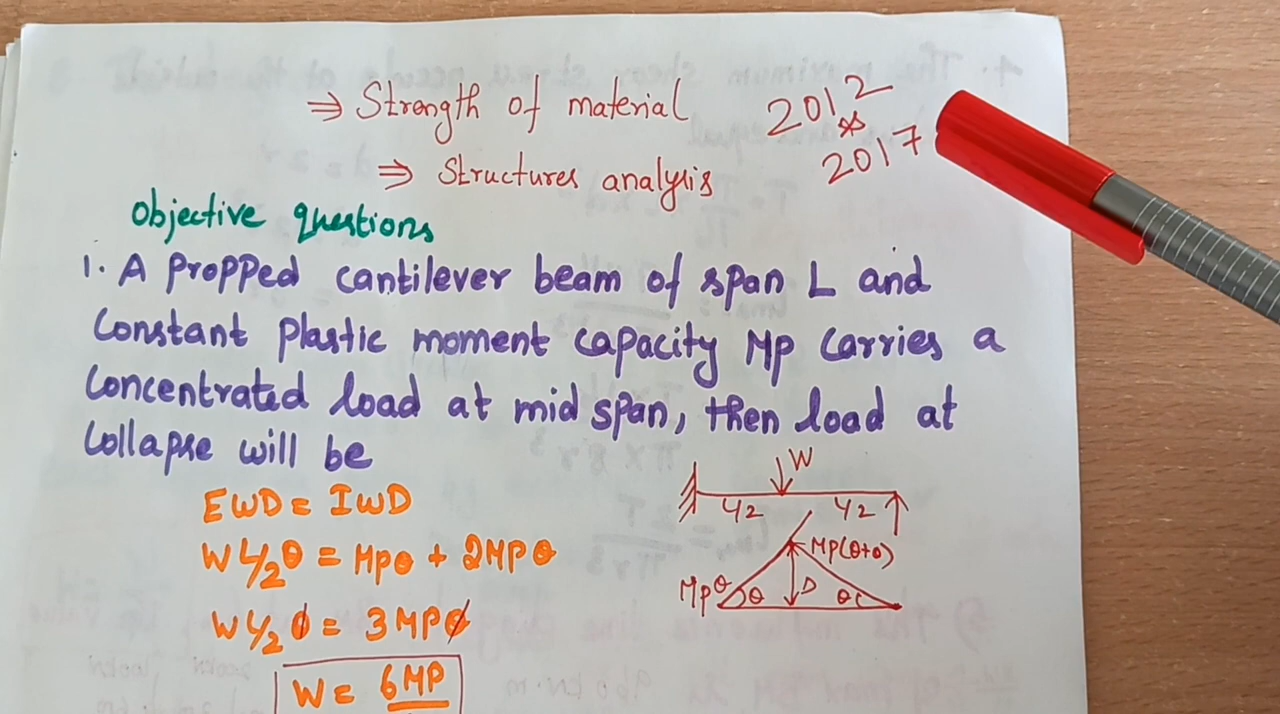 ⇒ Strength of material 2012
⇒ Structures analysis 2017
Objective questions
1. A Propped cantilever beam of span L and
Constant Plastic moment capacity Mp Carries a
Concentrated load at mid span, then load at
Collapse will be
EWD = IWD
W L/2 θ = Mpθ + 2MPθ
W L/2 θ = 3MPθ
W = 6MP
W
L/2 L/2
MP(θ+θ)
Mpθ θ D θ